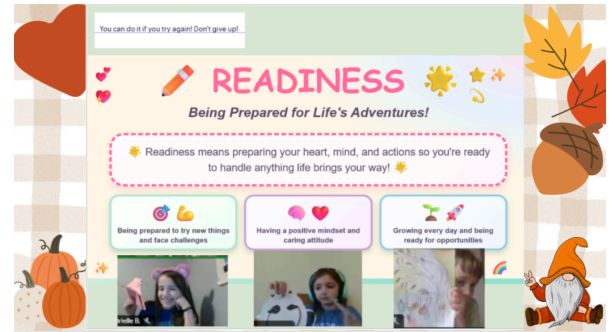 You can do it if you try again! Don't give up!
READINESS
Being Prepared for Life's Adventures!
Readiness means preparing your heart, mind, and actions so you're ready
to handle anything life brings your way!
Being prepared to try new things
and face challenges
Having a positive mindset and
caring attitude
Growing every day and being
ready for opportunities